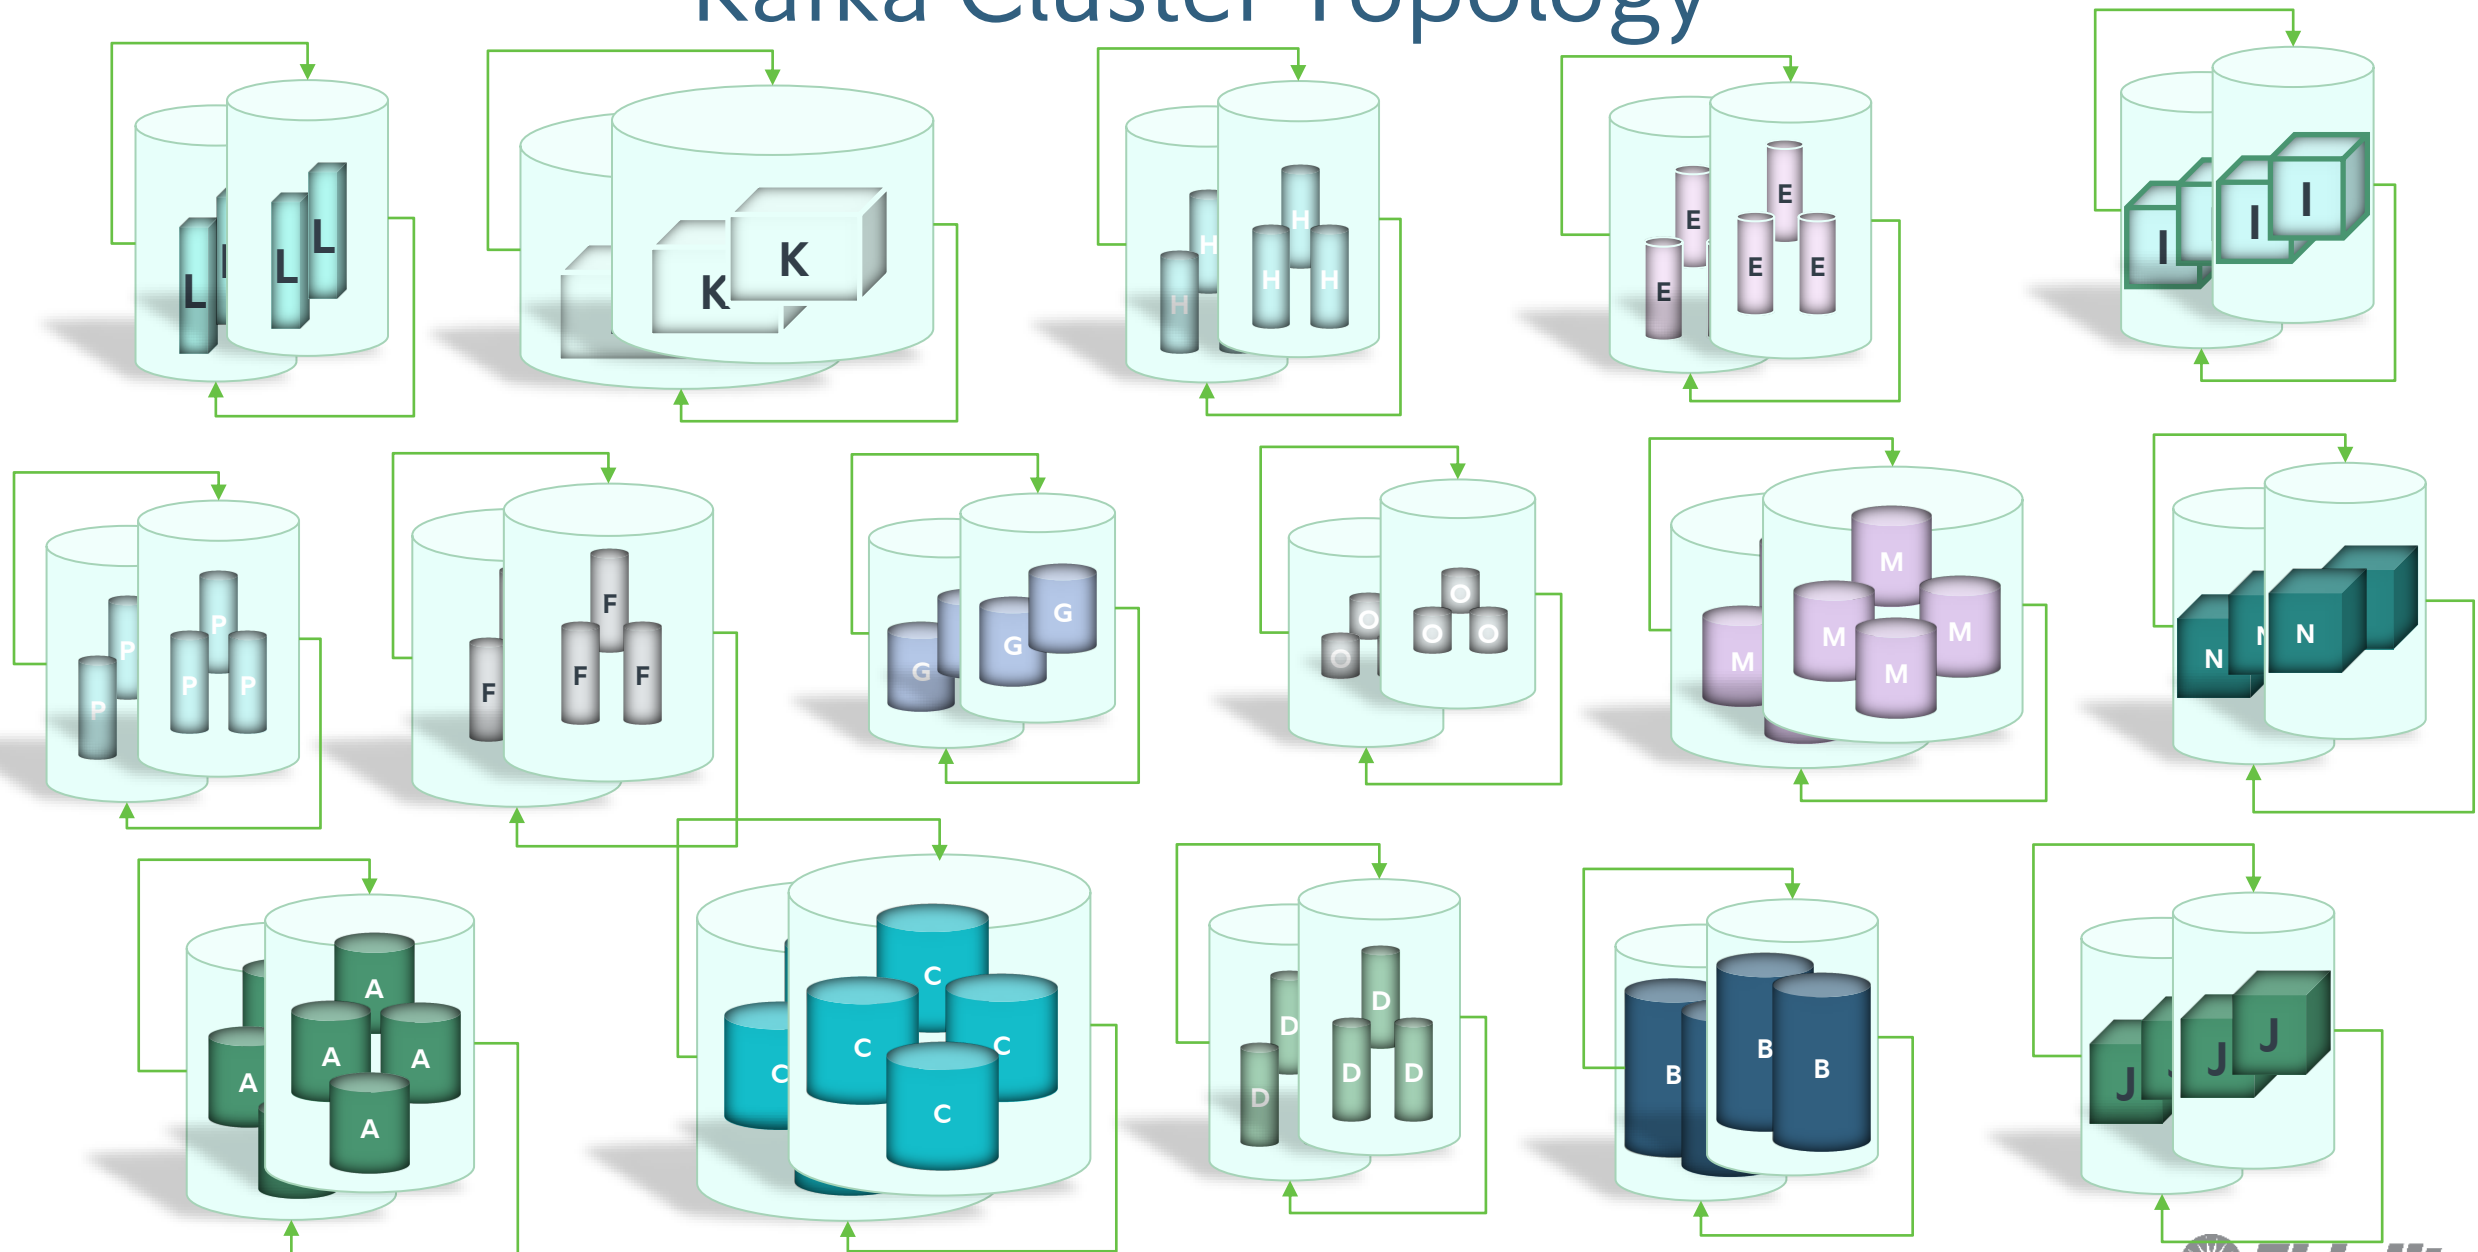 Kafka Cluster Topology
L L L
K K
H H H H H
E E E E E
I I I
P P P P P
F F F F
G G G
O O O O O
M M M M M
N N
A A A A A
C C C C C
D D D D D
B B B
J J J